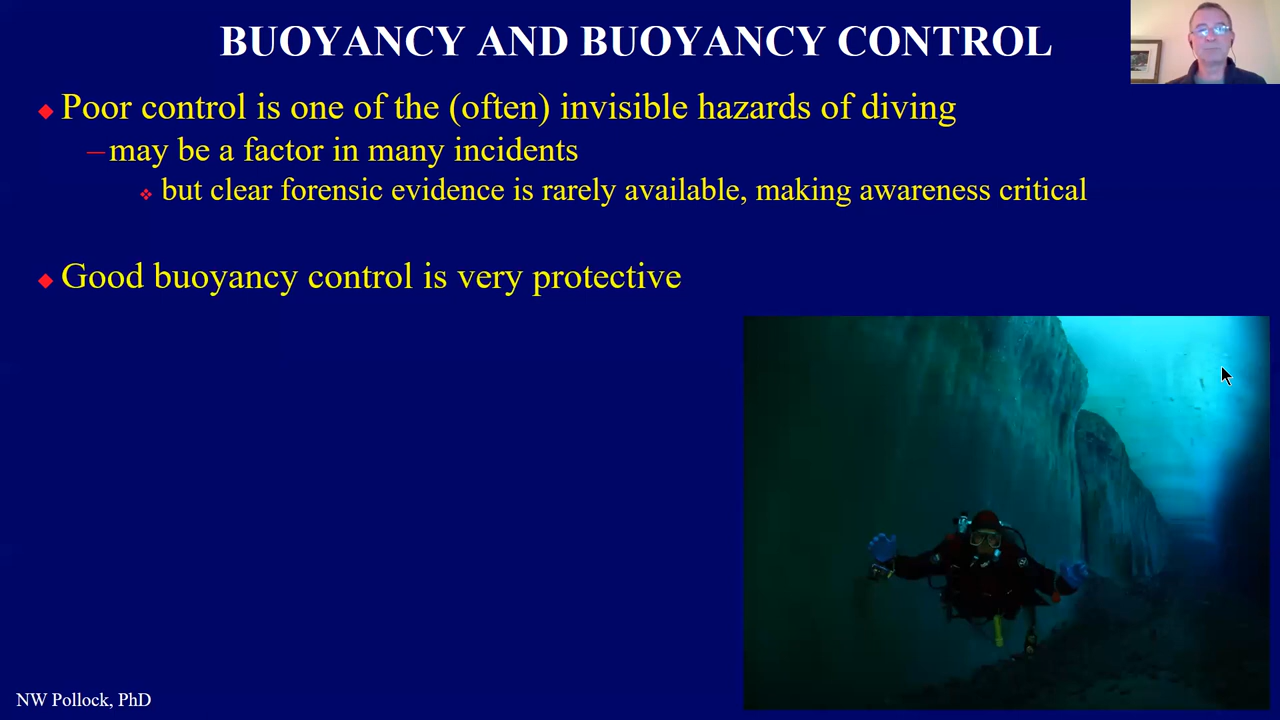 BUOYANCY AND BUOYANCY CONTROL
Poor control is one of the (often) invisible hazards of diving
–may be a factor in many incidents
but clear forensic evidence is rarely available, making awareness critical
Good buoyancy control is very protective
NW Pollock, PhD